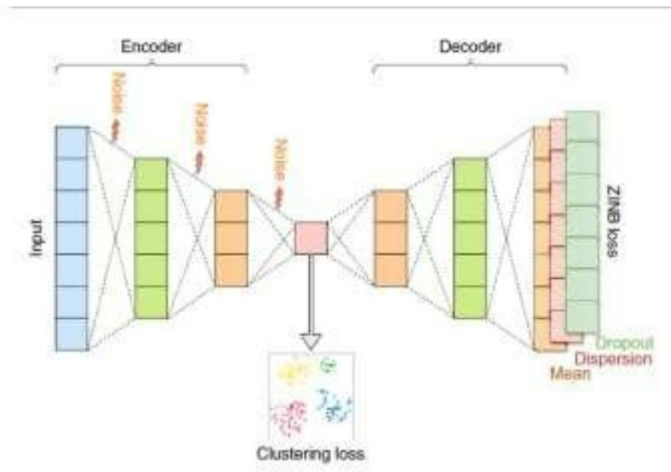 Encoder
Decoder
Noise
Noise
Noise
Input
ZINB loss
Dropout
Dispersion
Mean
Clustering loss